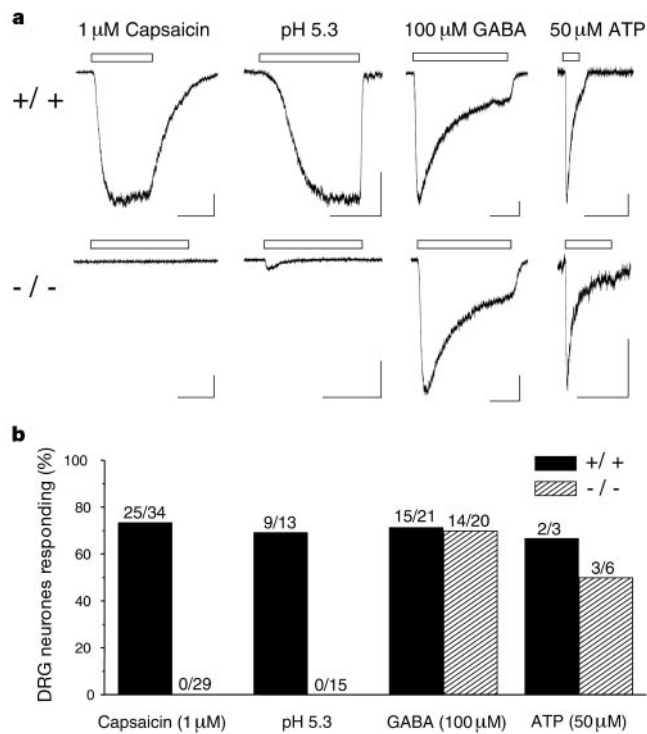 a
1 µM Capsaicin pH 5.3 100 µM GABA 50 µM ATP
+/ +
- / -
b
DRG neurones responding (%)
100
80
60
40
20
0
25/34
0/29
9/13
0/15
15/21
14/20
2/3
3/6
+/ +
- / -
Capsaicin (1 µM) pH 5.3 GABA (100 µM) ATP (50 µM)